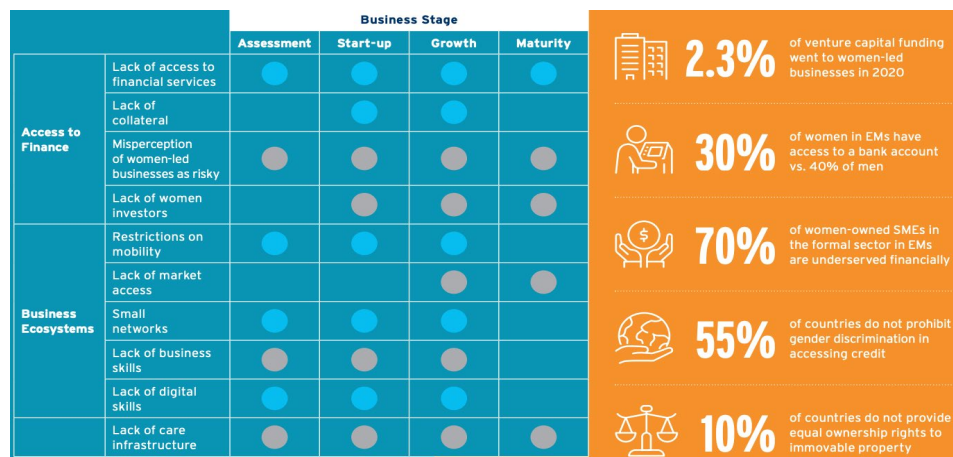 Business Stage
Assessment
Start-up
Growth
Maturity
Access to
Finance
Lack of access to
financial services
Lack of
collateral
Misperception
of women-led
businesses as risky
Lack of women
investors
Business
Ecosystems
Restrictions on
mobility
Lack of market
access
Small
networks
Lack of business
skills
Lack of digital
skills
Lack of care
infrastructure
2.3%
of venture capital funding
went to women-led
businesses in 2020
30%
of women in EMs have
access to a bank account
vs. 40% of men
$
70%
of women-owned SMEs in
the formal sector in EMs
are underserved financially
55%
of countries do not prohibit
gender discrimination in
accessing credit
10%
of countries do not provide
equal ownership rights to
immovable property